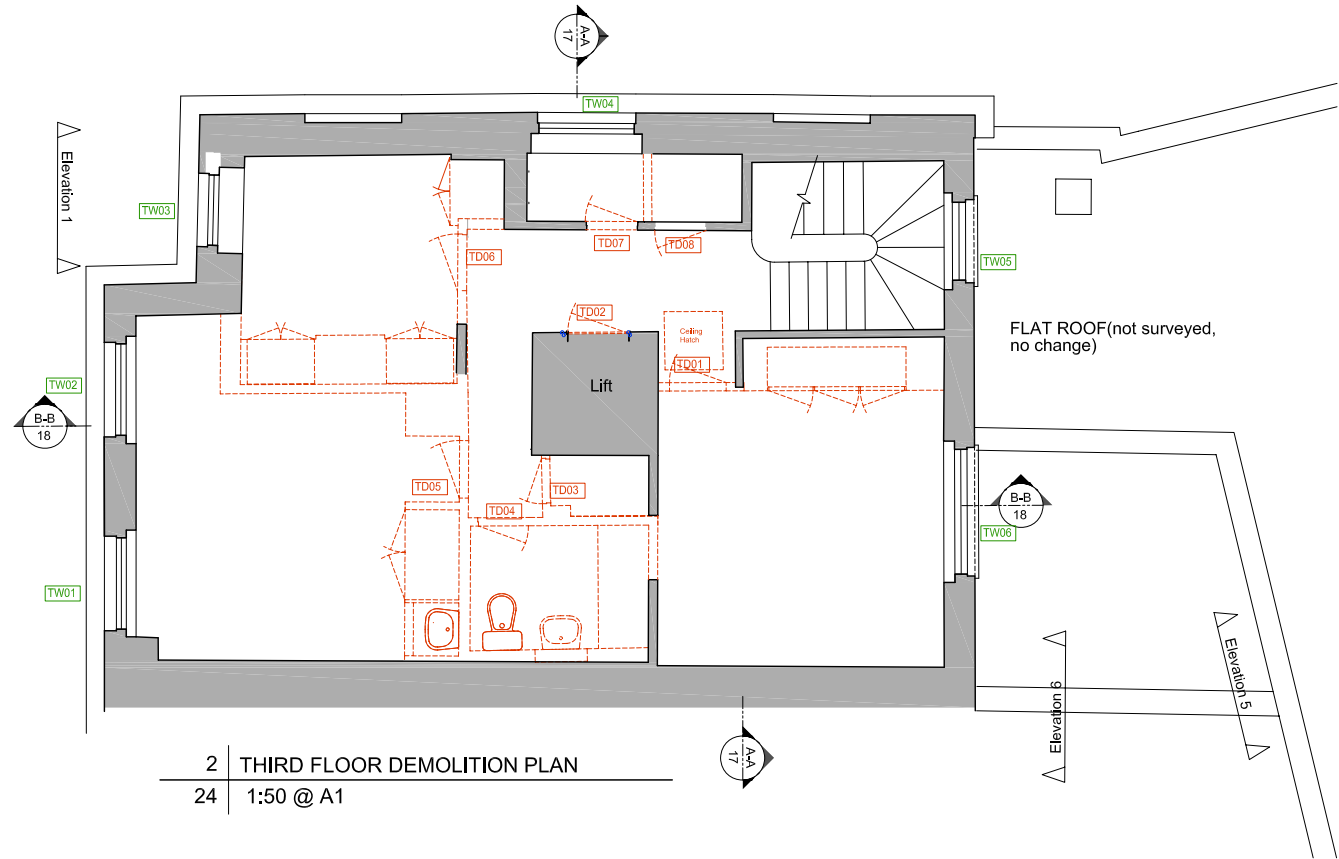 A-A
17
TW04
Elevation 1
TW03
TD07
TD08
TD06
TW05
TD02
Ceiling
Hatch
FLAT ROOF(not surveyed,
no change)
TD01
TW02
Lift
B-B
18
TD05
TD03
B-B
18
TD04
TW06
TW01
Elevation 5
Elevation 6
A-A
17
2 THIRD FLOOR DEMOLITION PLAN
24 1:50 @ A1